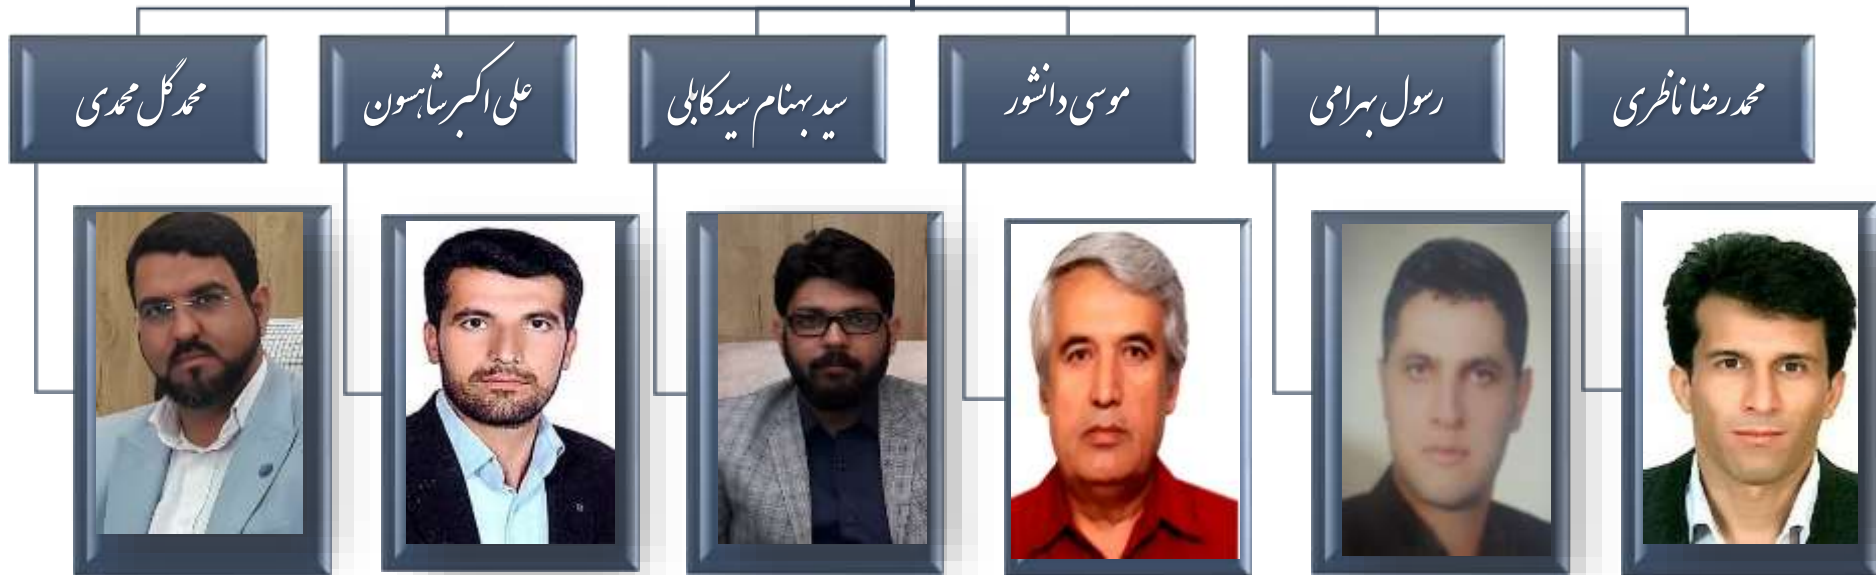 محمدرضا ناظری
رسول بهرامی
موسی دانشور
سید بهنام سید کابلی
علی اکبر شاهسون
محمد گل محمدی